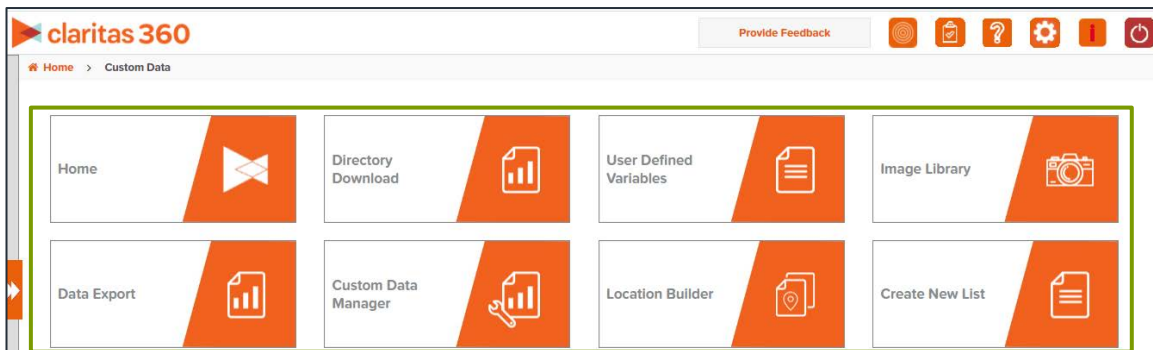 claritas 360
Provide Feedback
?
i
Home > Custom Data
Home
Directory
Download
User Defined
Variables
Image Library
Data Export
Custom Data
Manager
Location Builder
Create New List